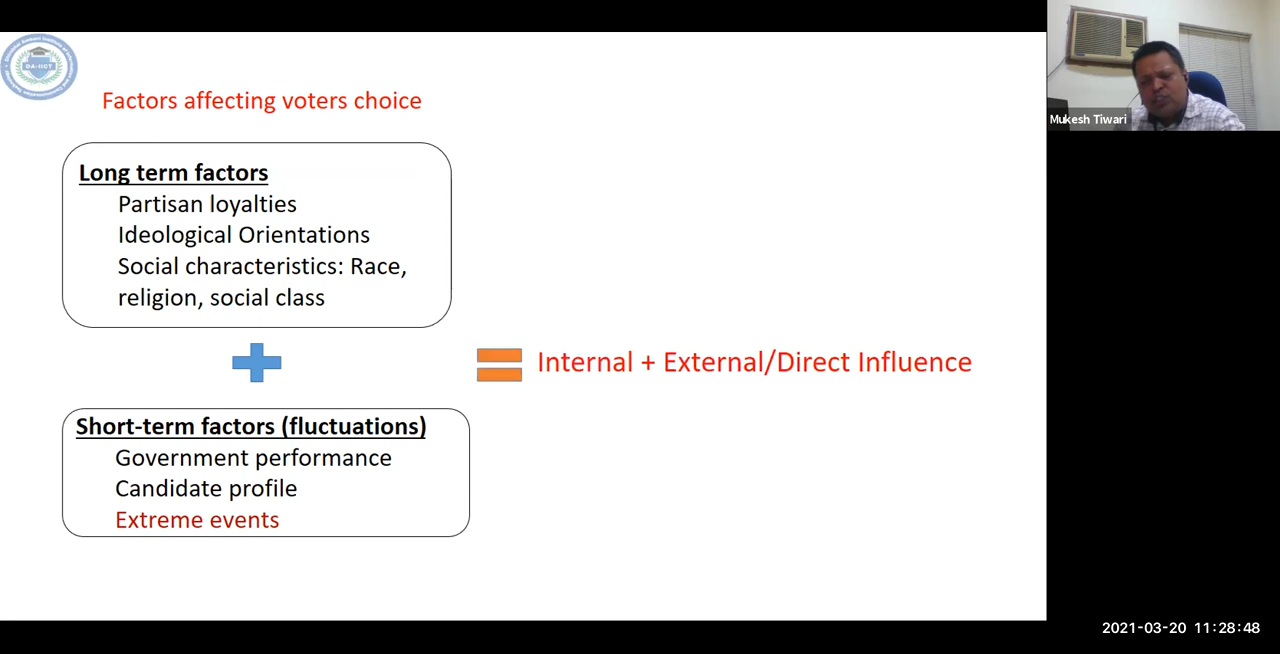 DA-IICT
Factors affecting voters choice
Long term factors
Partisan loyalties
Ideological Orientations
Social characteristics: Race,
religion, social class
Internal + External/Direct Influence
Short-term factors (fluctuations)
Government performance
Candidate profile
Extreme events
Mukesh Tiwari
2021-03-20 11:28:48